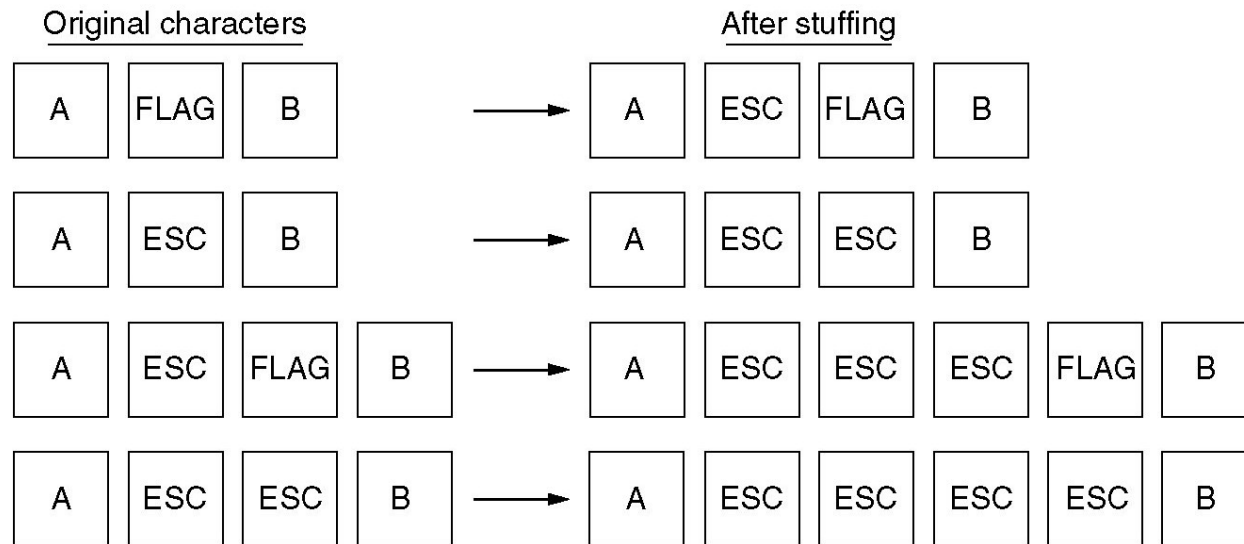 Original characters After stuffing
A FLAG B A ESC FLAG B
A ESC B A ESC ESC B
A ESC FLAG B A ESC ESC ESC FLAG B
A ESC ESC B A ESC ESC ESC ESC B